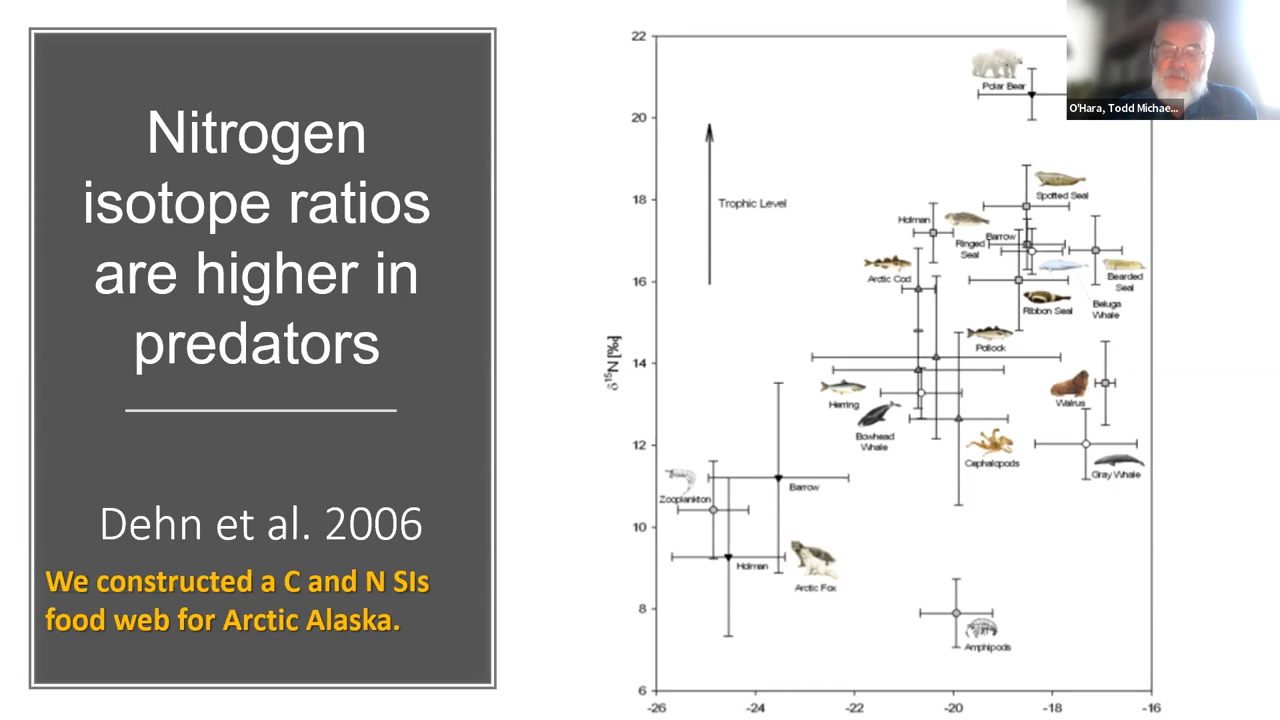 Nitrogen
isotope ratios
are higher in
predators
Dehn et al. 2006
We constructed a C and N SIs
food web for Arctic Alaska.
O'Hara, Todd Michae...
22
20
18
16
14
12
10
8
6
δ15N [‰]
-26
-24
-22
-20
-18
-16
Trophic Level
Polar Bear
Spotted Seal
Holman
Ringed
Seal
Barrow
Arctic Cod
Bearded
Seal
Beluga
Whale
Ribbon Seal
Pollock
Herring
Walrus
Bowhead
Whale
Cephalopods
Gray Whale
Zooplankton
Barrow
Holman
Arctic Fox
Amphipods